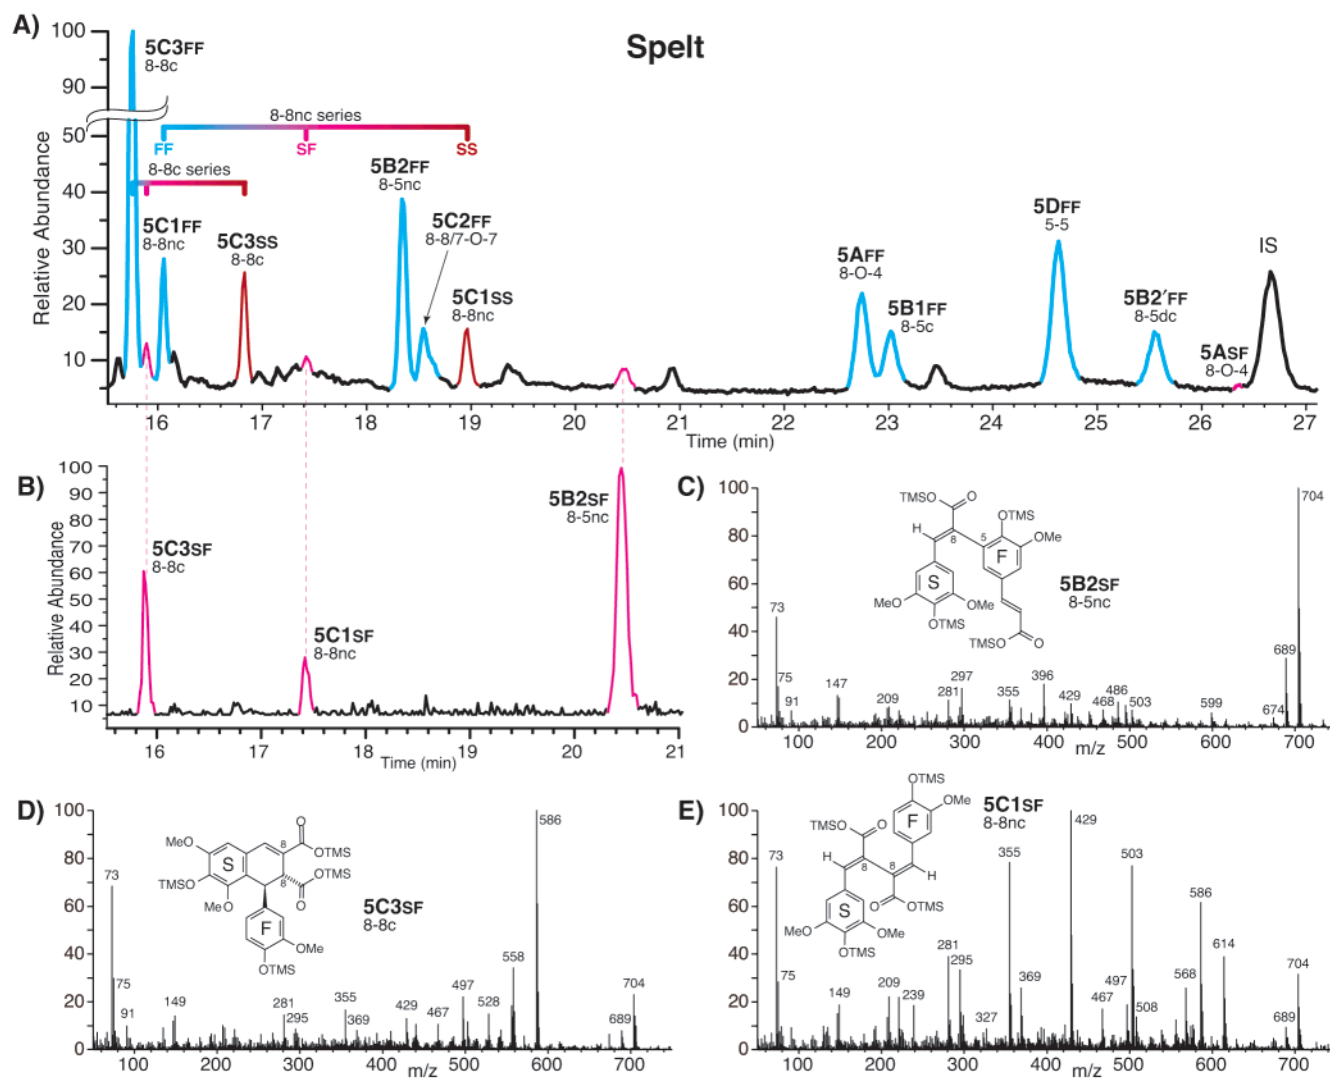 A)
Spelt
100
90
50
40
30
20
10
Relative Abundance
5C3FF
8-8c
8-8nc series
FF
SF
SS
8-8c series
5C1FF
8-8nc
5C3SS
8-8c
5B2FF
8-5nc
5C2FF
8-8/7-O-7
5C1SS
8-8nc
5AFF
8-O-4
5B1FF
8-5c
5DFF
5-5
5B2′FF
8-5dc
5ASF
8-O-4
IS
16 17 18 19 20 21 22 23 24 25 26 27
Time (min)
B)
100
90
80
70
60
50
40
30
20
10
Relative Abundance
5C3SF
8-8c
5C1SF
8-8nc
5B2SF
8-5nc
16 17 18 19 20 21
Time (min)
C)
100
80
60
40
20
0
TMSO
O
H
8
5
OTMS
OMe
F
S
MeO
OMe
OTMS
TMSO
O
5B2SF
8-5nc
73
75
91
147
209
281
297
355
396
429
468
486
503
599
674
689
704
100 200 300 400 500 600 700
m/z
D)
100
80
60
40
20
0
O
MeO
S
8
OTMS
TMSO
8
OTMS
MeO
O
F
OMe
OTMS
5C3SF
8-8c
73
75
91
149
281
295
355
369
429
467
497
528
558
586
704
100 200 300 400 500 600 700
m/z
E)
100
80
60
40
20
0
OTMS
OMe
F
TMSO
O
H
8
8
H
S
O
OTMS
MeO
OMe
OTMS
5C1SF
8-8nc
73
75
149
209
239
281
295
327
355
369
429
467
497
503
508
568
586
614
689
704
100 200 300 400 500 600 700
m/z